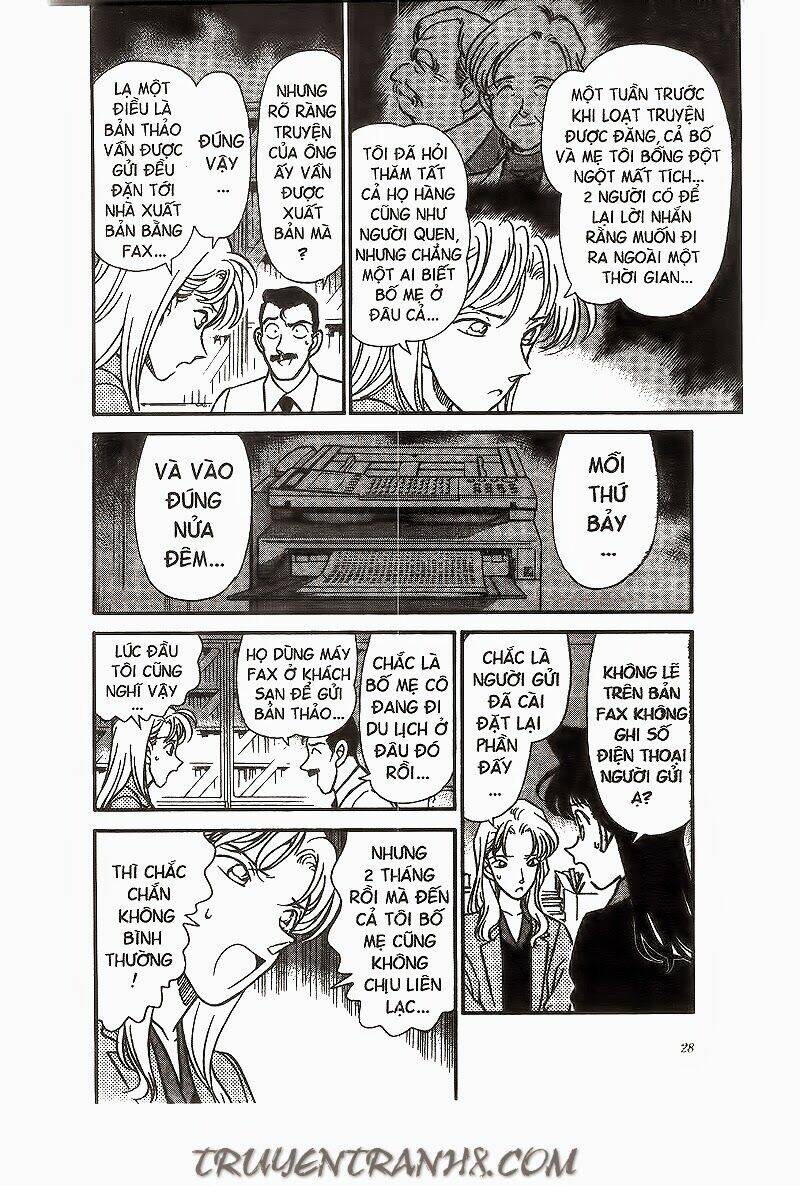 MỘT TUẦN TRƯỚC
KHI LOẠT TRUYỆN
ĐƯỢC ĐĂNG, CẢ BỐ
VÀ MẸ TÔI BỖNG ĐỘT
NGỘT MẤT TÍCH...
2 NGƯỜI CÓ ĐỂ
LẠI LỜI NHẮN
RẰNG MUỐN ĐI
RA NGOÀI MỘT
THỜI GIAN...
TÔI ĐÃ HỎI
THĂM TẤT
CẢ HỌ HÀNG
CŨNG NHƯ
NGƯỜI QUEN,
NHƯNG CHẲNG
MỘT AI BIẾT
BỐ MẸ Ở
ĐÂU CẢ...
NHƯNG
RÕ RÀNG
TRUYỆN
CỦA ÔNG
ẤY VẪN
ĐƯỢC
XUẤT
BẢN MÀ
?
ĐÚNG
VẬY
...
LẠ MỘT
ĐIỀU LÀ
BẢN THẢO
VẪN ĐƯỢC
GỬI ĐỀU
ĐẶN TỚI
NHÀ XUẤT
BẢN BẰNG
FAX...
MỖI
THỨ
BẢY
...
VÀ VÀO
ĐÚNG
NỬA
ĐÊM...
KHÔNG LẼ
TRÊN BẢN
FAX KHÔNG
GHI SỐ
ĐIỆN THOẠI
NGƯỜI GỬI
Ạ?
CHẮC LÀ
NGƯỜI GỬI
ĐÃ CÀI
ĐẶT LẠI
PHẦN
ĐẤY
...
CHẮC LÀ
BỐ MẸ CÔ
ĐANG ĐI
DU LỊCH Ở
ĐÂU ĐÓ
RỒI...
HỌ DÙNG MÁY
FAX Ở KHÁCH
SẠN ĐỂ GỬI
BẢN THẢO...
LÚC ĐẦU
TÔI CŨNG
NGHĨ VẬY
...
NHƯNG
2 THÁNG
RỒI MÀ ĐẾN
CẢ TÔI BỐ
MẸ CŨNG
KHÔNG
CHỊU LIÊN
LẠC...
THÌ CHẮC
CHẮN
KHÔNG
BÌNH
THƯỜNG
!
28
TRUYENTRANH8.COM